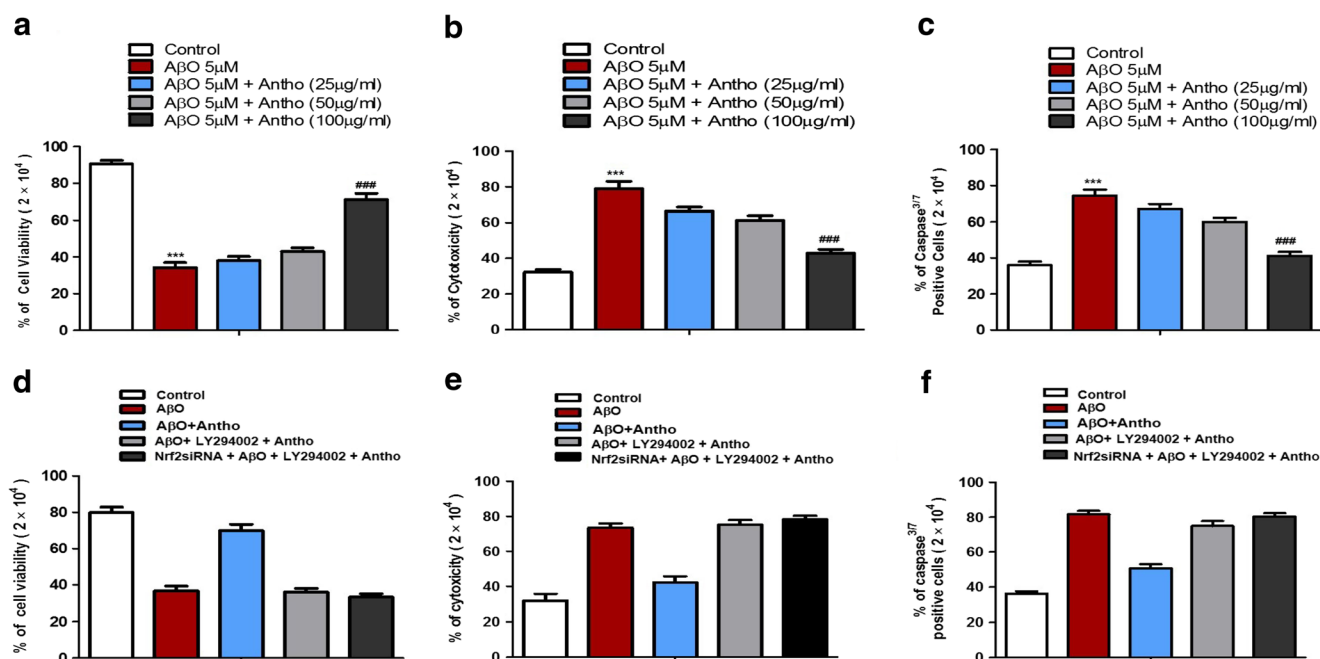 a
Control
AβO 5μM
AβO 5μM + Antho (25μg/ml)
AβO 5μM + Antho (50μg/ml)
AβO 5μM + Antho (100μg/ml)
% of Cell Viability ( 2 × 10⁴)
100
80
60
40
20
0
***
###
b
Control
AβO 5μM
AβO 5μM + Antho (25μg/ml)
AβO 5μM + Antho (50μg/ml)
AβO 5μM + Antho (100μg/ml)
% of Cytotoxicity ( 2 × 10⁴)
100
80
60
40
20
0
***
###
c
Control
AβO 5μM
AβO 5μM + Antho (25μg/ml)
AβO 5μM + Antho (50μg/ml)
AβO 5μM + Antho (100μg/ml)
% of Caspase³ᐟ⁷
Positive Cells ( 2 × 10⁴)
100
80
60
40
20
0
***
###
d
Control
AβO
AβO+Antho
AβO+ LY294002 + Antho
Nrf2siRNA + AβO + LY294002 + Antho
% of cell viability ( 2 × 10⁴)
100
80
60
40
20
0
e
Control
AβO
AβO+Antho
AβO+ LY294002 + Antho
Nrf2siRNA+ AβO + LY294002 + Antho
% of cytoxicity ( 2 × 10⁴)
100
80
60
40
20
0
f
Control
AβO
AβO+Antho
AβO+ LY294002 + Antho
Nrf2siRNA + AβO + LY294002 + Antho
% of caspase³ᐟ⁷
positive cells ( 2 × 10⁴)
100
80
60
40
20
0